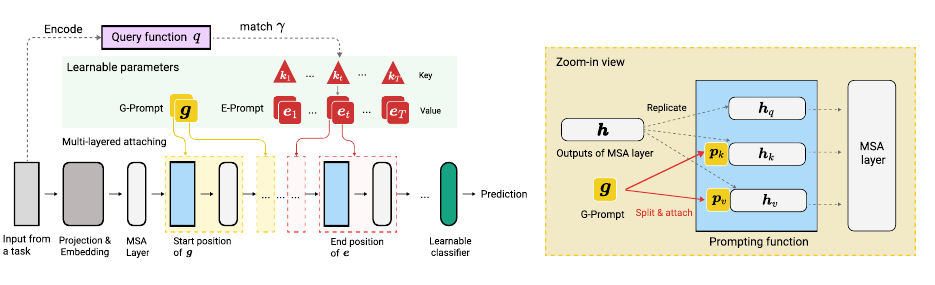 Encode
Query function q
match γ
Learnable parameters
k1 ... kt ... kT Key
G-Prompt g E-Prompt e1 ... et ... eT Value
Multi-layered attaching
... ... ... ... Prediction
Input from
a task
Projection &
Embedding
MSA
Layer
Start position
of g
End position
of e
Learnable
classifier
Zoom-in view
Replicate
h
Outputs of MSA layer
g
G-Prompt
Split & attach
hq
pk hk
pv hv
Prompting function
MSA
layer